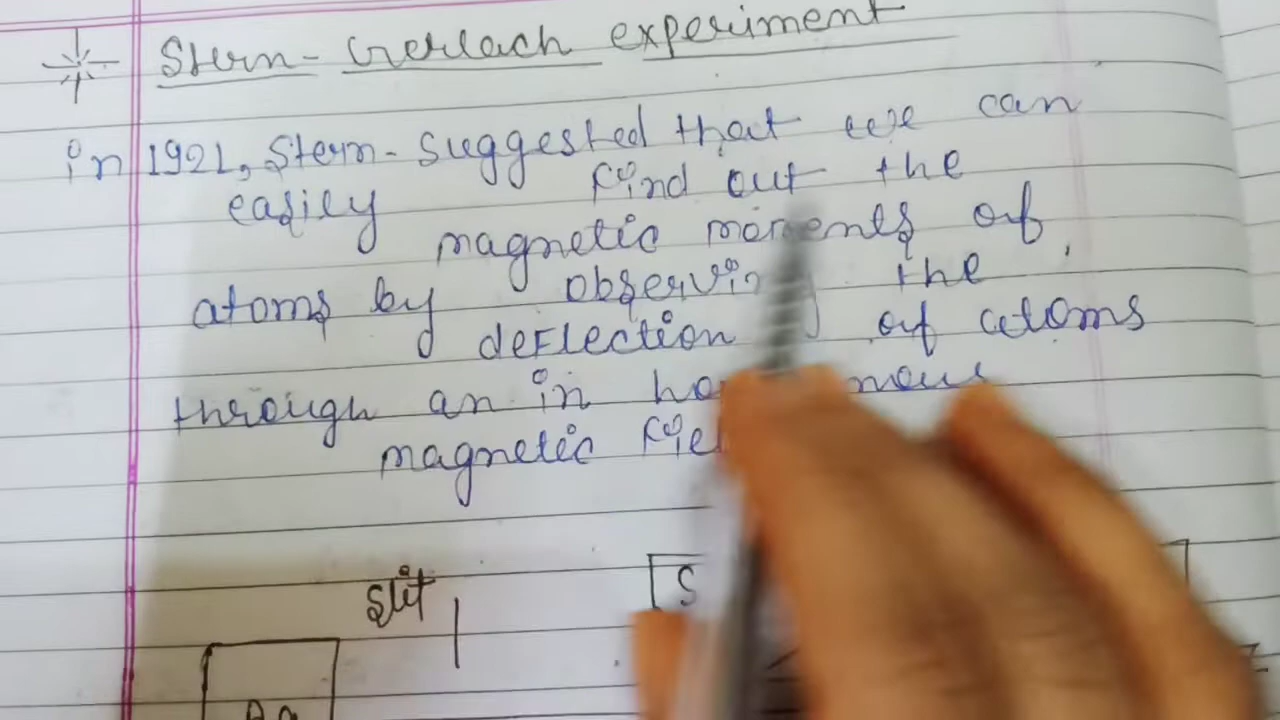 Stern-Gerlach experiment
in 1921, Stern-suggested that we can
easily find out the
magnetic moments of
atoms by observing the
deflection of atoms
through an in
magnetic
slit
S
Ag